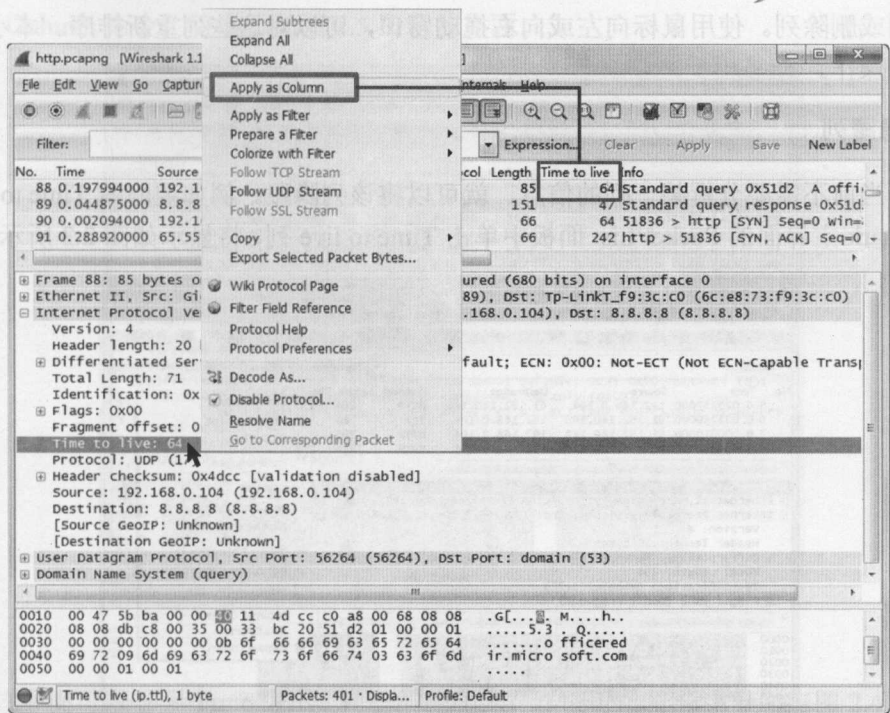 http.pcapng [Wireshark 1.1
File Edit View Go Captur
nternals Help
Expand Subtrees
Expand All
Collapse All
Apply as Column
Apply as Filter
Prepare a Filter
Colorize with Filter
Follow TCP Stream
Follow UDP Stream
Follow SSL Stream
Copy
Export Selected Packet Bytes...
Wiki Protocol Page
Filter Field Reference
Protocol Help
Protocol Preferences
Decode As...
Disable Protocol...
Resolve Name
Go to Corresponding Packet
Filter: Expression... Clear Apply Save New Label
No. Time Source col Length Time to live Info
88 0.197994000 192.1 85 64 Standard query 0x51d2 A offi
89 0.044875000 8.8.8 151 47 Standard query response 0x51d
90 0.002094000 192.1 66 64 51836 > http [SYN] Seq=0 Win=
91 0.288920000 65.55 66 242 http > 51836 [SYN, ACK] Seq=0
Frame 88: 85 bytes o ured (680 bits) on interface 0
Ethernet II, Src: Gi 89), Dst: Tp-LinkT_f9:3c:c0 (6c:e8:73:f9:3c:c0)
Internet Protocol Ve .168.0.104), Dst: 8.8.8.8 (8.8.8.8)
Version: 4
Header length: 20
Differentiated Ser fault; ECN: 0x00: Not-ECT (Not ECN-Capable Trans
Total Length: 71
Identification: 0x
Flags: 0x00
Fragment offset: 0
Time to live: 64
Protocol: UDP (17
Header checksum: 0x4dcc [validation disabled]
Source: 192.168.0.104 (192.168.0.104)
Destination: 8.8.8.8 (8.8.8.8)
[Source GeoIP: Unknown]
[Destination GeoIP: Unknown]
User Datagram Protocol, Src Port: 56264 (56264), Dst Port: domain (53)
Domain Name System (query)
0010 00 47 5b ba 00 00 40 11 4d cc c0 a8 00 68 08 08 .G[...@. M....h..
0020 08 08 db c8 00 35 00 33 bc 20 51 d2 01 00 00 01 .....5.3 . Q.....
0030 00 00 00 00 00 00 0b 6f 66 66 69 63 65 72 65 64 .......o fficered
0040 69 72 09 6d 69 63 72 6f 73 6f 66 74 03 63 6f 6d ir.micro soft.com
0050 00 00 01 00 01 .....
Time to live (ip.ttl), 1 byte Packets: 401 · Displa... Profile: Default